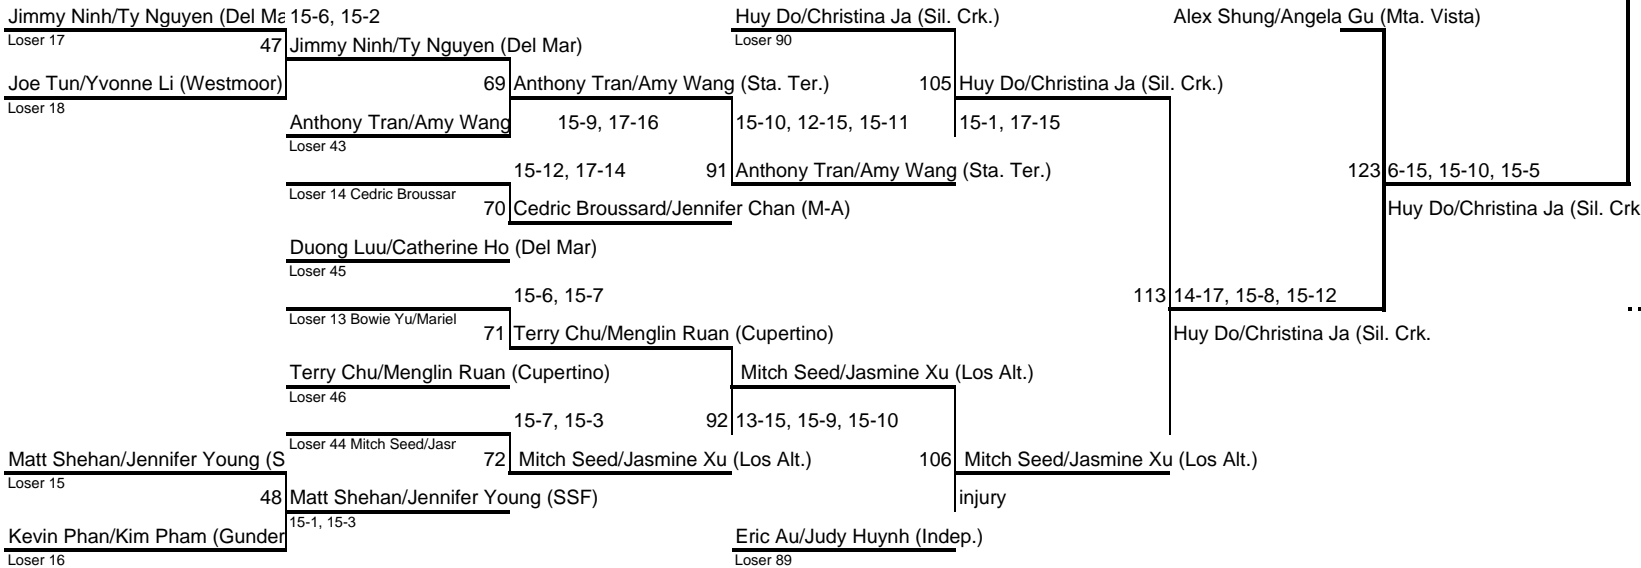 Jimmy Ninh/Ty Nguyen (Del Ma 15-6, 15-2 Huy Do/Christina Ja (Sil. Crk.) Alex Shung/Angela Gu (Mta. Vista)
Loser 17 Loser 90
47 Jimmy Ninh/Ty Nguyen (Del Mar)
Joe Tun/Yvonne Li (Westmoor) 69 Anthony Tran/Amy Wang (Sta. Ter.) 105 Huy Do/Christina Ja (Sil. Crk.)
Loser 18
Anthony Tran/Amy Wang 15-9, 17-16 15-10, 12-15, 15-11 15-1, 17-15
Loser 43
15-12, 17-14 91 Anthony Tran/Amy Wang (Sta. Ter.) 123 6-15, 15-10, 15-5
Loser 14 Cedric Broussar
70 Cedric Broussard/Jennifer Chan (M-A) Huy Do/Christina Ja (Sil. Crk
Duong Luu/Catherine Ho (Del Mar)
Loser 45
15-6, 15-7 113 14-17, 15-8, 15-12
Loser 13 Bowie Yu/Mariel
71 Terry Chu/Menglin Ruan (Cupertino) Huy Do/Christina Ja (Sil. Crk.
Terry Chu/Menglin Ruan (Cupertino) Mitch Seed/Jasmine Xu (Los Alt.)
Loser 46
15-7, 15-3 92 13-15, 15-9, 15-10
Loser 44 Mitch Seed/Jasr
Matt Shehan/Jennifer Young (S 72 Mitch Seed/Jasmine Xu (Los Alt.) 106 Mitch Seed/Jasmine Xu (Los Alt.)
Loser 15
48 Matt Shehan/Jennifer Young (SSF) injury
15-1, 15-3
Kevin Phan/Kim Pham (Gunder Eric Au/Judy Huynh (Indep.)
Loser 16 Loser 89